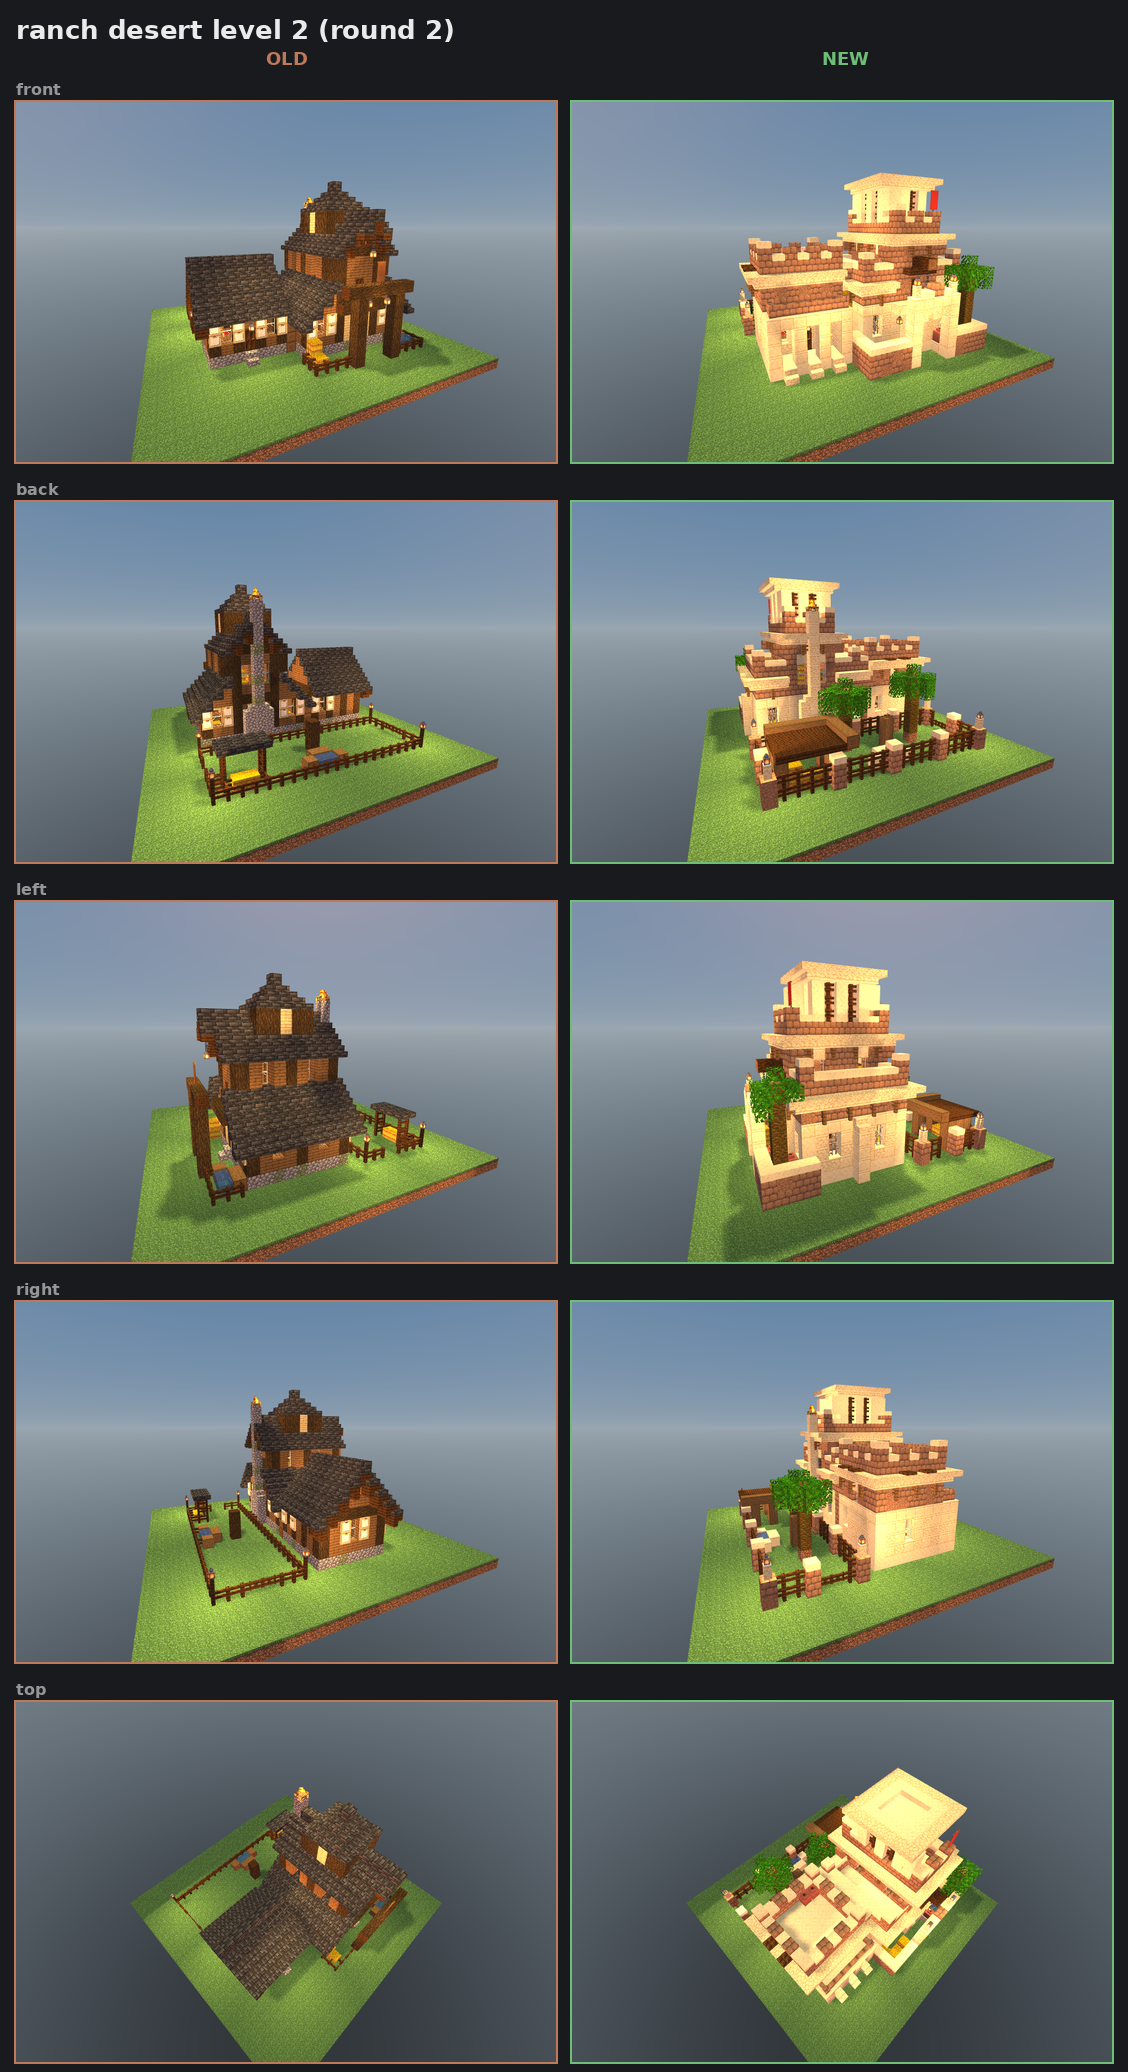 ranch desert level 2 (round 2)
OLD
NEW
front
back
left
right
top